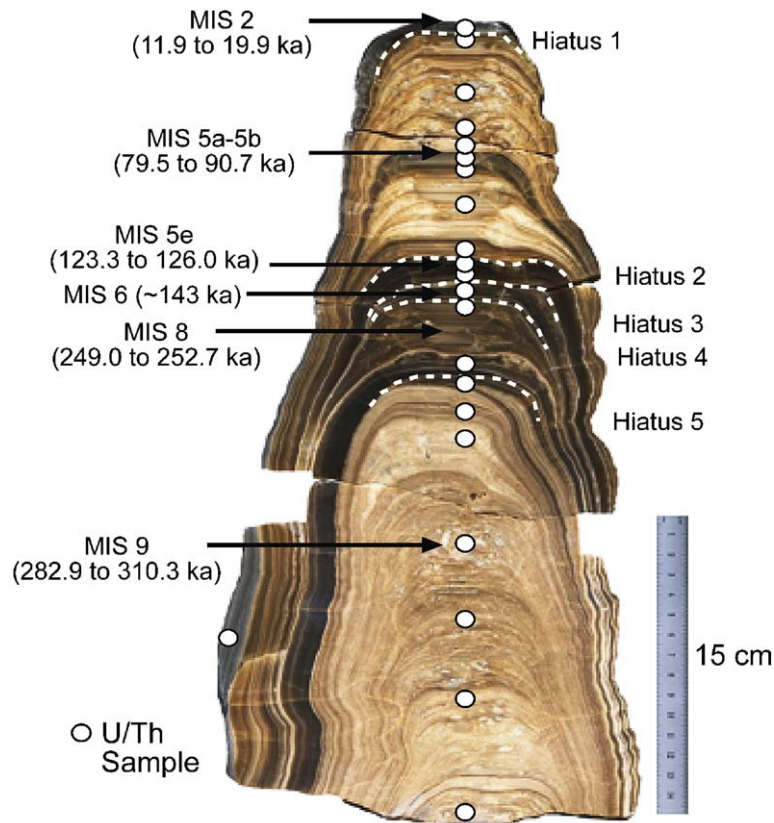 MIS 2
(11.9 to 19.9 ka)
Hiatus 1
MIS 5a-5b
(79.5 to 90.7 ka)
MIS 5e
(123.3 to 126.0 ka)
Hiatus 2
MIS 6 (~143 ka)
Hiatus 3
MIS 8
(249.0 to 252.7 ka)
Hiatus 4
Hiatus 5
MIS 9
(282.9 to 310.3 ka)
15 cm
U/Th
Sample